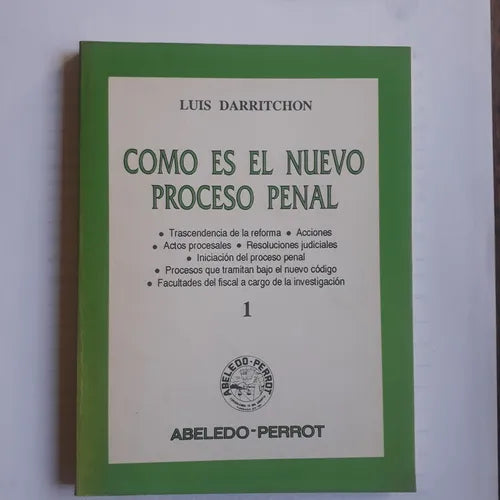 LUIS DARRITCHON
COMO ES EL NUEVO
PROCESO PENAL
• Trascendencia de la reforma • Acciones
• Actos procesales • Resoluciones judiciales
• Iniciación del proceso penal
• Procesos que tramitan bajo el nuevo código
• Facultades del fiscal a cargo de la investigación
1
ABELEDO-PERROT
ABELEDO-PERROT